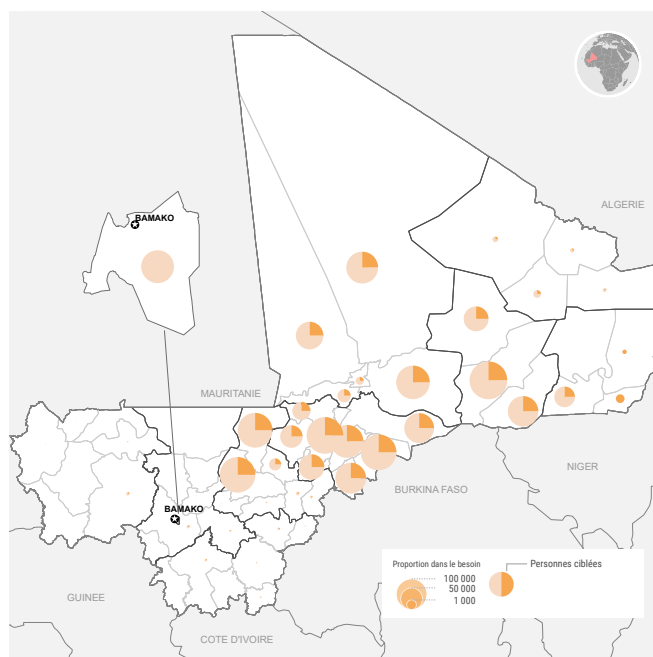 BAMAKO
ALGERIE
MAURITANIE
BAMAKO
NIGER
BURKINA FASO
GUINEE
COTE D'IVOIRE
Proportion dans le besoin
100 000
50 000
1 000
Personnes ciblées